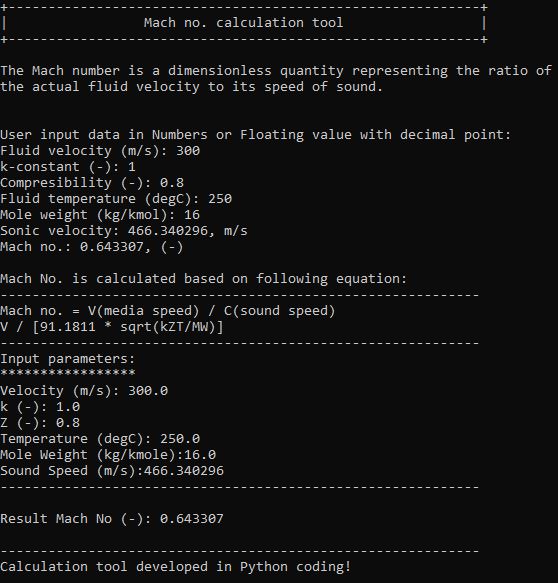 +-----------------------------------------------------------+
|                 Mach no. calculation tool                 |
+-----------------------------------------------------------+
The Mach number is a dimensionless quantity representing the ratio of
the actual fluid velocity to its speed of sound.
User input data in Numbers or Floating value with decimal point:
Fluid velocity (m/s): 300
k-constant (-): 1
Compresibility (-): 0.8
Fluid temperature (degC): 250
Mole weight (kg/kmol): 16
Sonic velocity: 466.340296, m/s
Mach no.: 0.643307, (-)
Mach No. is calculated based on following equation:
------------------------------------------------------------
Mach no. = V(media speed) / C(sound speed)
V / [91.1811 * sqrt(kZT/MW)]
------------------------------------------------------------
Input parameters:
*****************
Velocity (m/s): 300.0
k (-): 1.0
Z (-): 0.8
Temperature (degC): 250.0
Mole Weight (kg/kmole):16.0
Sound Speed (m/s):466.340296
------------------------------------------------------------
Result Mach No (-): 0.643307
------------------------------------------------------------
Calculation tool developed in Python coding!